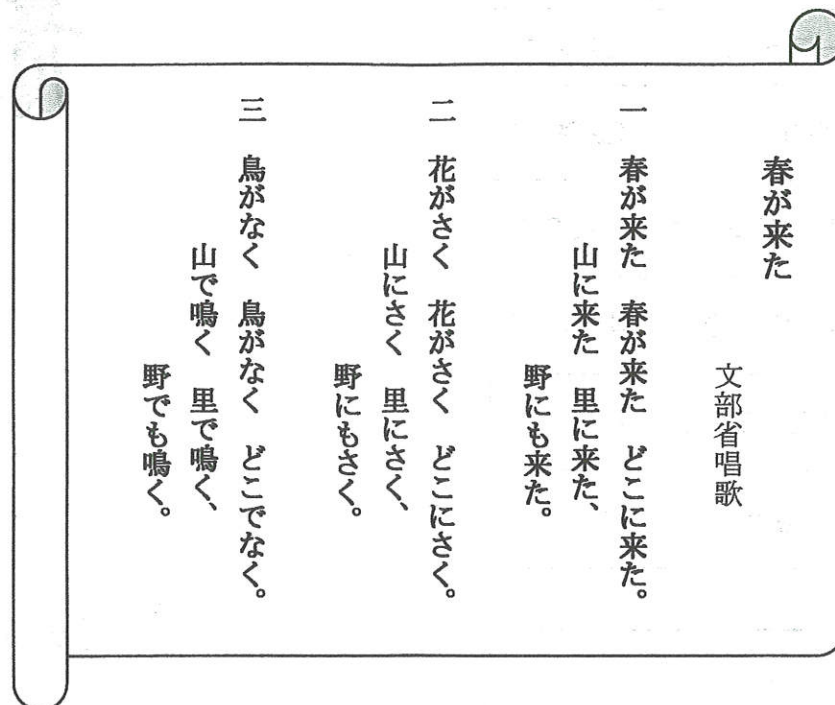 春が来た
文部省唱歌
一 春が来た 春が来た どこに来た。
山に来た 里に来た、
野にも来た。
二 花がさく 花がさく どこにさく。
山にさく 里にさく、
野にもさく。
三 鳥がなく 鳥がなく どこでなく。
山で鳴く 里で鳴く、
野でも鳴く。